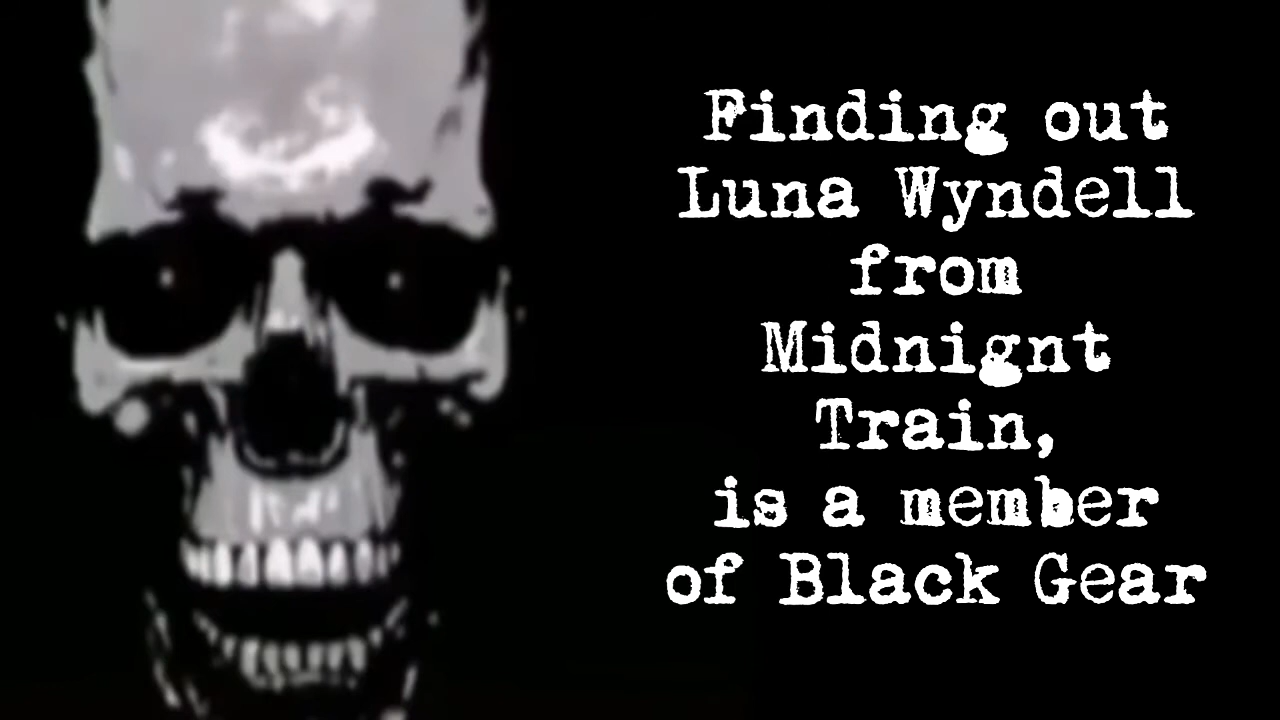 Finding out
Luna Wyndell
from
Midnignt
Train,
is a member
of Black Gear